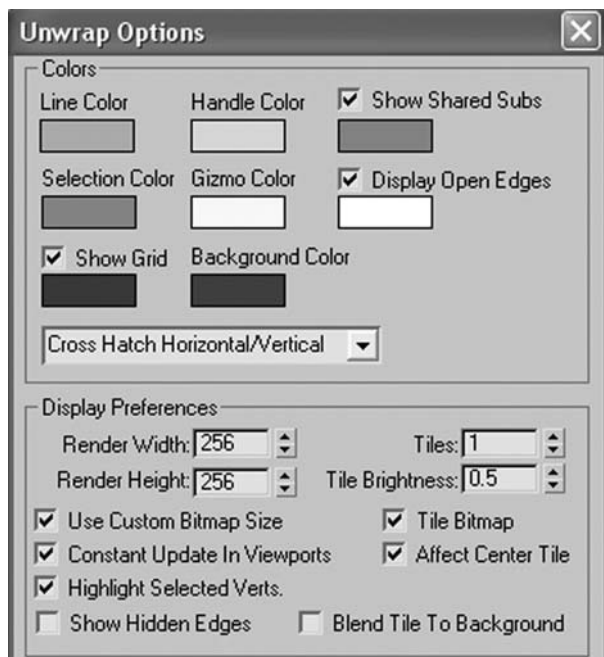 Unwrap Options
Colors
Line Color Handle Color Show Shared Subs
Selection Color Gizmo Color Display Open Edges
Show Grid Background Color
Cross Hatch Horizontal/Vertical
Display Preferences
Render Width: 256 Tiles: 1
Render Height: 256 Tile Brightness: 0.5
Use Custom Bitmap Size Tile Bitmap
Constant Update In Viewports Affect Center Tile
Highlight Selected Verts.
Show Hidden Edges Blend Tile To Background